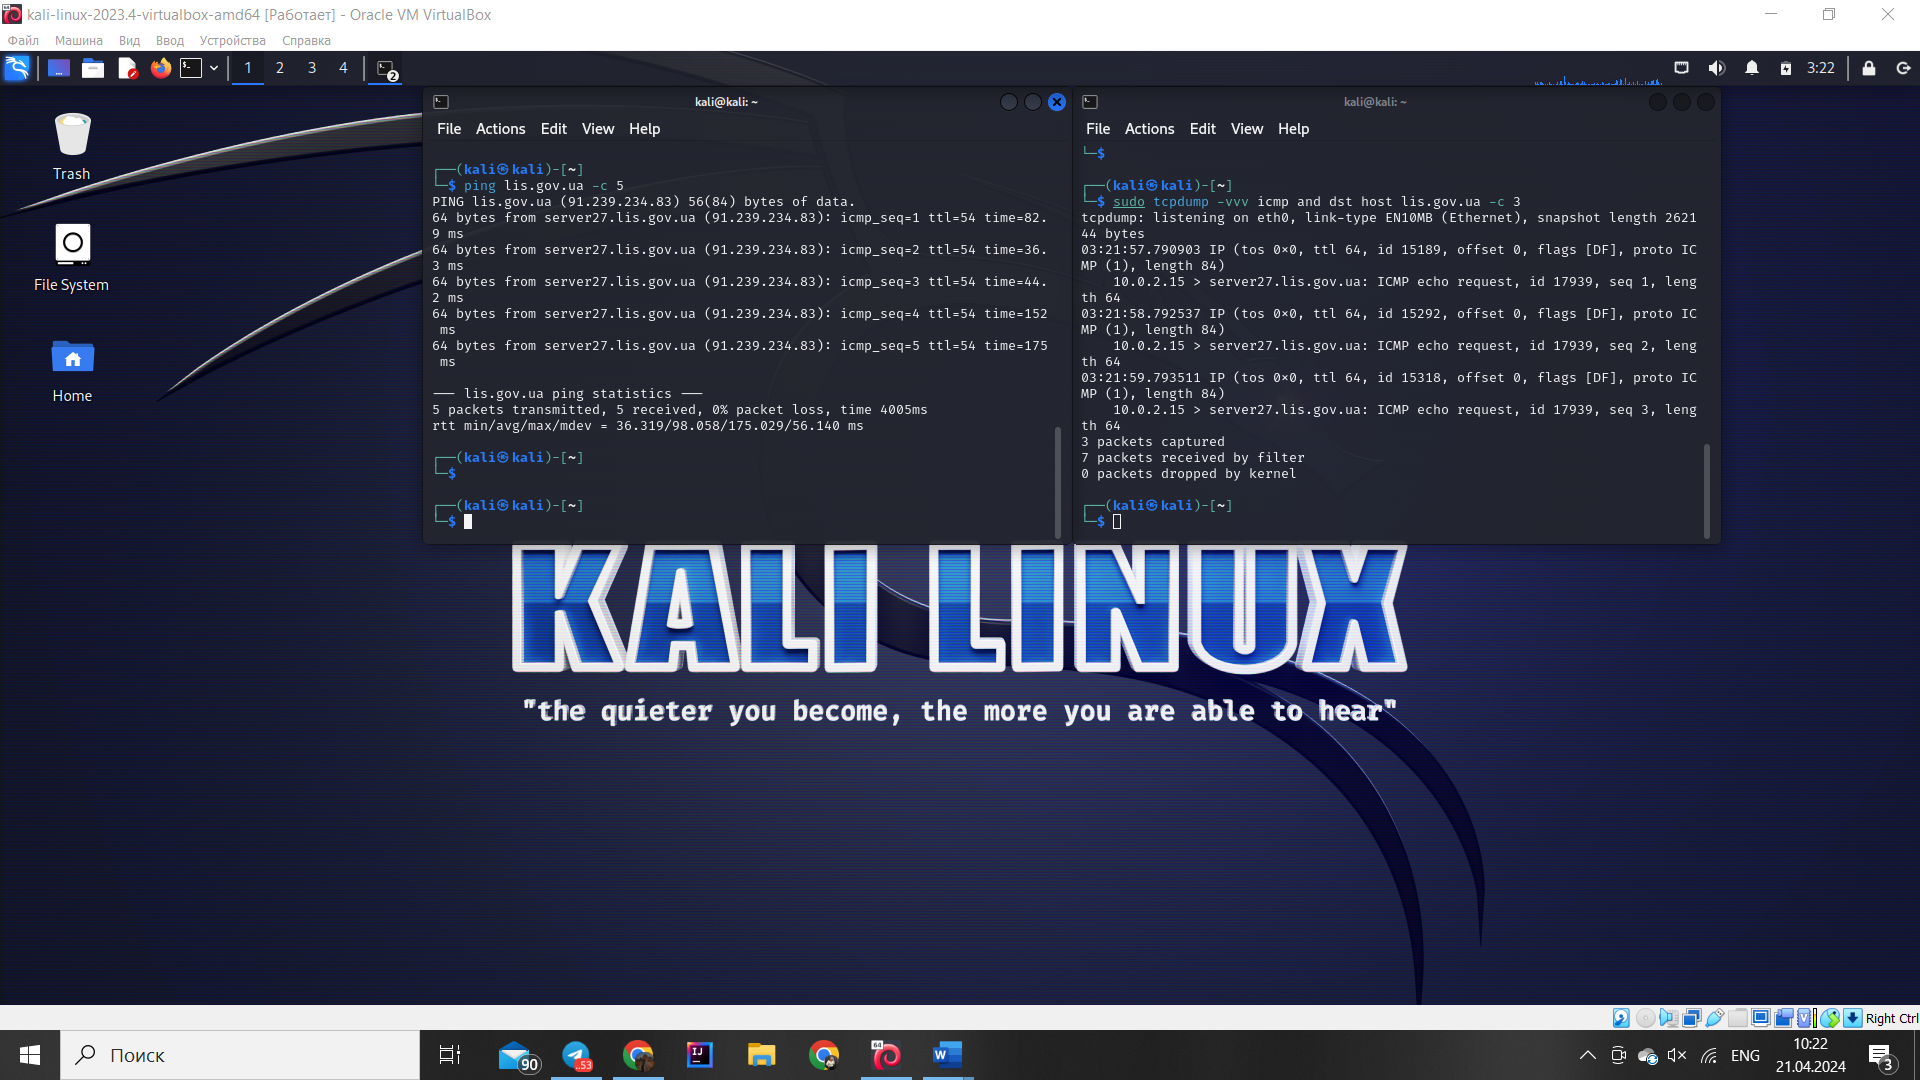 kali-linux-2023.4-virtualbox-amd64 [Работает] - Oracle VM VirtualBox
Файл Машина Вид Ввод Устройства Справка
1 2 3 4 2 3:22
Trash
File System
Home
kali@kali: ~
File Actions Edit View Help
┌──(kali㉿kali)-[~]
└─$ ping lis.gov.ua -c 5
PING lis.gov.ua (91.239.234.83) 56(84) bytes of data.
64 bytes from server27.lis.gov.ua (91.239.234.83): icmp_seq=1 ttl=54 time=82.
9 ms
64 bytes from server27.lis.gov.ua (91.239.234.83): icmp_seq=2 ttl=54 time=36.
3 ms
64 bytes from server27.lis.gov.ua (91.239.234.83): icmp_seq=3 ttl=54 time=44.
2 ms
64 bytes from server27.lis.gov.ua (91.239.234.83): icmp_seq=4 ttl=54 time=152
ms
64 bytes from server27.lis.gov.ua (91.239.234.83): icmp_seq=5 ttl=54 time=175
ms
--- lis.gov.ua ping statistics ---
5 packets transmitted, 5 received, 0% packet loss, time 4005ms
rtt min/avg/max/mdev = 36.319/98.058/175.029/56.140 ms
┌──(kali㉿kali)-[~]
└─$
┌──(kali㉿kali)-[~]
└─$
kali@kali: ~
File Actions Edit View Help
└─$
┌──(kali㉿kali)-[~]
└─$ sudo tcpdump -vvv icmp and dst host lis.gov.ua -c 3
tcpdump: listening on eth0, link-type EN10MB (Ethernet), snapshot length 2621
44 bytes
03:21:57.790903 IP (tos 0x0, ttl 64, id 15189, offset 0, flags [DF], proto IC
MP (1), length 84)
10.0.2.15 > server27.lis.gov.ua: ICMP echo request, id 17939, seq 1, leng
th 64
03:21:58.792537 IP (tos 0x0, ttl 64, id 15292, offset 0, flags [DF], proto IC
MP (1), length 84)
10.0.2.15 > server27.lis.gov.ua: ICMP echo request, id 17939, seq 2, leng
th 64
03:21:59.793511 IP (tos 0x0, ttl 64, id 15318, offset 0, flags [DF], proto IC
MP (1), length 84)
10.0.2.15 > server27.lis.gov.ua: ICMP echo request, id 17939, seq 3, leng
th 64
3 packets captured
7 packets received by filter
0 packets dropped by kernel
┌──(kali㉿kali)-[~]
└─$
KALI LINUX
"the quieter you become, the more you are able to hear"
Right Ctrl
Поиск
90
..53
IJ
64
W
ENG
10:22
21.04.2024
3